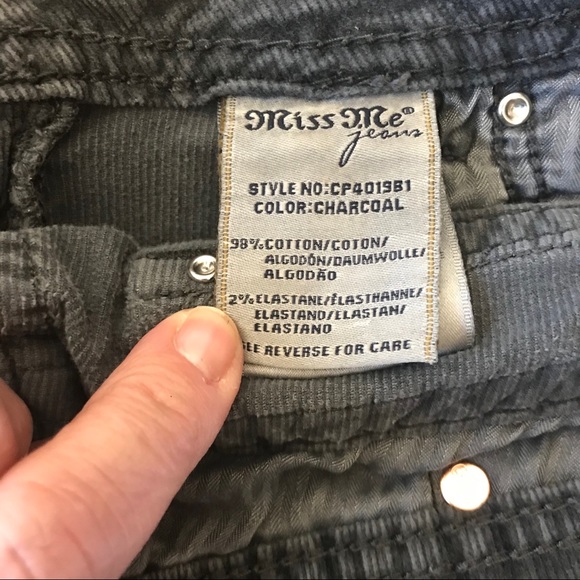 Miss Me®
jeans
STYLE NO:CP4019B1
COLOR:CHARCOAL
98%COTTON/COTON/
ALGODÓN/DAUMWOLLE/
ALGODÃO
2%ELASTANE/ÉLASTHANNE/
ELASTANO/ELASTAN/
ELASTANO
SEE REVERSE FOR CARE